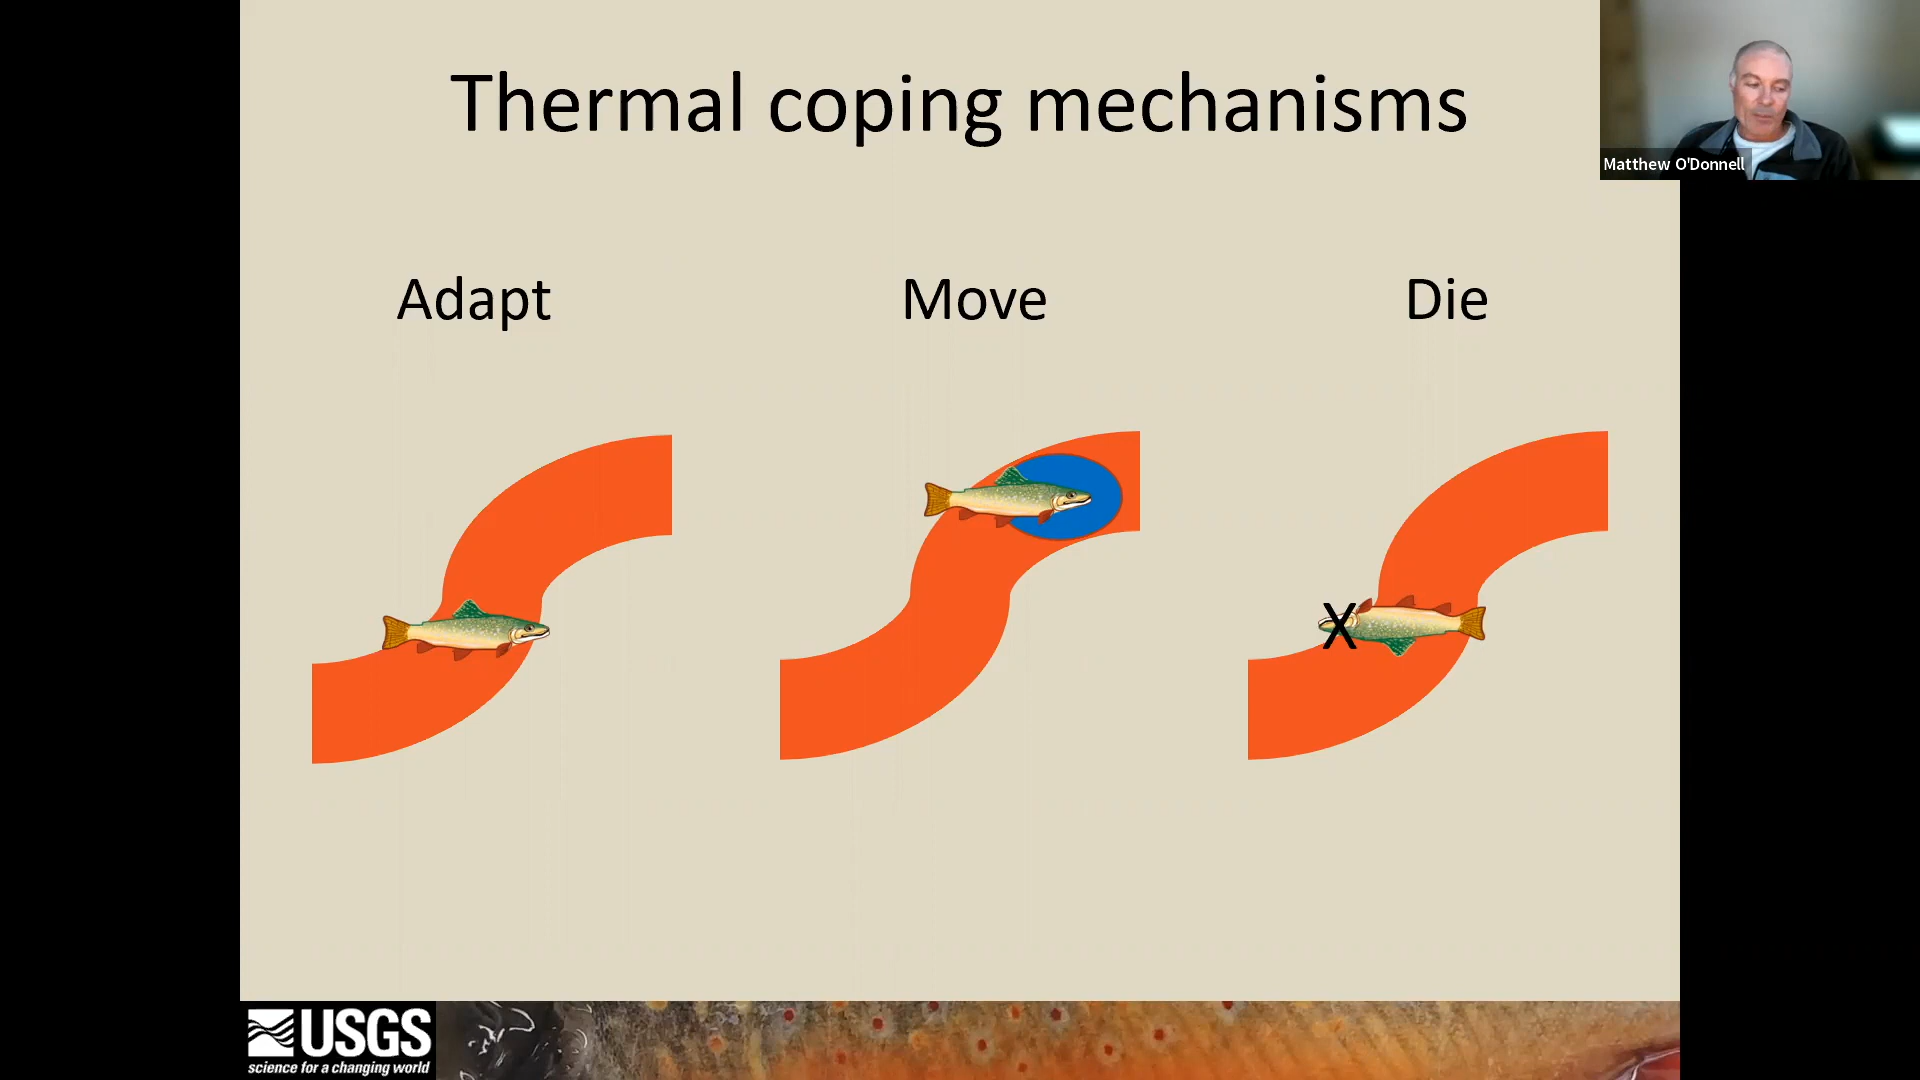 Thermal coping mechanisms
Matthew O'Donnell
Adapt
Move
Die
X
USGS
science for a changing world